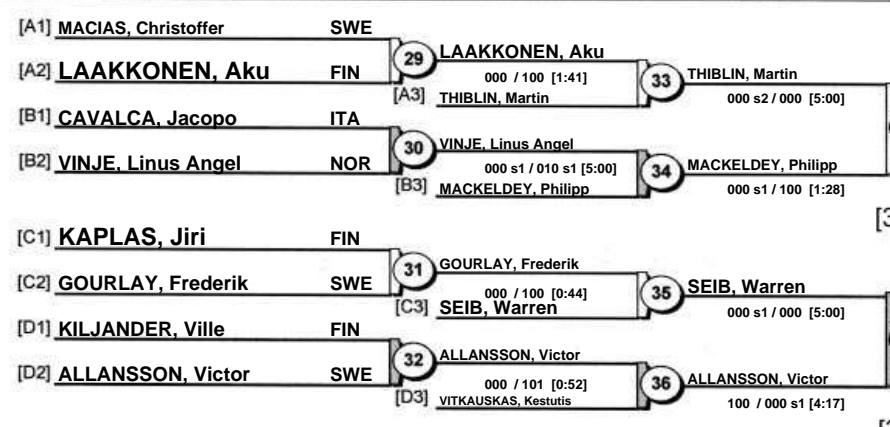 [A1] MACIAS, Christoffer SWE
[A2] LAAKKONEN, Aku FIN
29
LAAKKONEN, Aku
000 / 100 [1:41]
[A3] THIBLIN, Martin
33
THIBLIN, Martin
000 s2 / 000 [5:00]
[B1] CAVALCA, Jacopo ITA
[B2] VINJE, Linus Angel NOR
30
VINJE, Linus Angel
000 s1 / 010 s1 [5:00]
[B3] MACKELDEY, Philipp
34
MACKELDEY, Philipp
000 s1 / 100 [1:28]
[3
[C1] KAPLAS, Jiri FIN
[C2] GOURLAY, Frederik SWE
31
GOURLAY, Frederik
000 / 100 [0:44]
[C3] SEIB, Warren
35
SEIB, Warren
000 s1 / 000 [5:00]
[D1] KILJANDER, Ville FIN
[D2] ALLANSSON, Victor SWE
32
ALLANSSON, Victor
000 / 101 [0:52]
[D3] VITKAUSKAS, Kestutis
36
ALLANSSON, Victor
100 / 000 s1 [4:17]